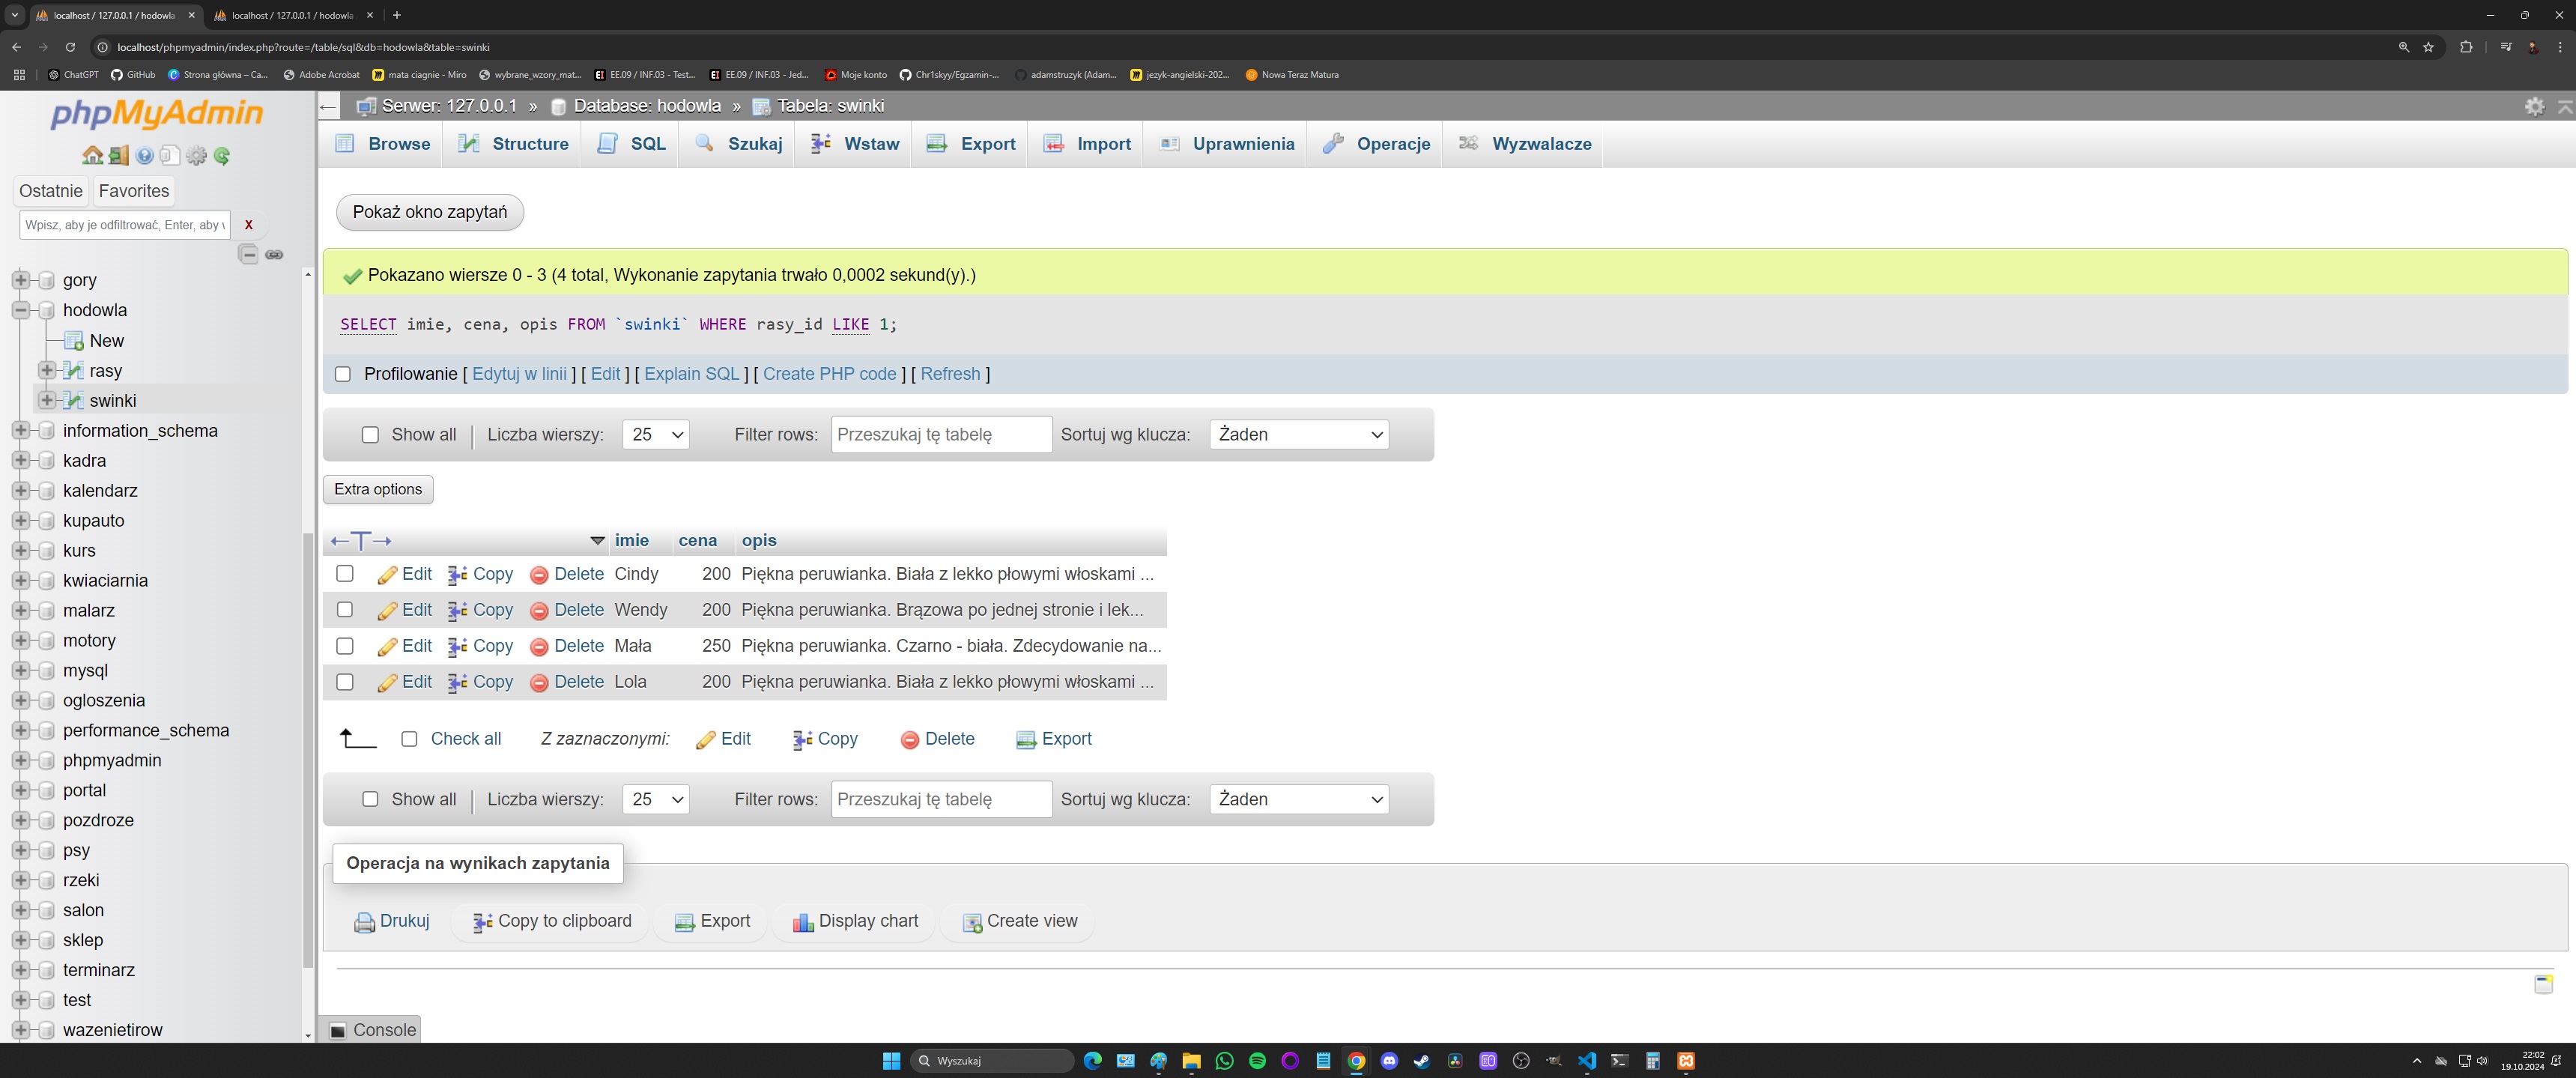 localhost / 127.0.0.1 / hodowla
localhost / 127.0.0.1 / hodowla
localhost/phpmyadmin/index.php?route=/table/sql&db=hodowla&table=swinki
ChatGPT
GitHub
Strona główna – Ca...
Adobe Acrobat
mata ciagnie - Miro
wybrane_wzory_mat...
EE.09 / INF.03 - Test...
EE.09 / INF.03 - Jed...
Moje konto
Chr1skyy/Egzamin-...
adamstruzyk (Adam...
jezyk-angielski-202...
Nowa Teraz Matura
phpMyAdmin
Ostatnie
Favorites
Wpisz, aby je odfiltrować, Enter, aby
X
gory
hodowla
New
rasy
swinki
information_schema
kadra
kalendarz
kupauto
kurs
kwiaciarnia
malarz
motory
mysql
ogloszenia
performance_schema
phpmyadmin
portal
pozdroze
psy
rzeki
salon
sklep
terminarz
test
wazenietirow
Serwer: 127.0.0.1 » Database: hodowla » Tabela: swinki
Browse
Structure
SQL
Szukaj
Wstaw
Export
Import
Uprawnienia
Operacje
Wyzwalacze
Pokaż okno zapytań
Pokazano wiersze 0 - 3 (4 total, Wykonanie zapytania trwało 0,0002 sekund(y).)
SELECT imie, cena, opis FROM `swinki` WHERE rasy_id LIKE 1;
Profilowanie [ Edytuj w linii ] [ Edit ] [ Explain SQL ] [ Create PHP code ] [ Refresh ]
Show all | Liczba wierszy: 25 Filter rows: Przeszukaj tę tabelę Sortuj wg klucza: Żaden
Extra options
imie cena opis
Edit Copy Delete Cindy 200 Piękna peruwianka. Biała z lekko płowymi włoskami ...
Edit Copy Delete Wendy 200 Piękna peruwianka. Brązowa po jednej stronie i lek...
Edit Copy Delete Mała 250 Piękna peruwianka. Czarno - biała. Zdecydowanie na...
Edit Copy Delete Lola 200 Piękna peruwianka. Biała z lekko płowymi włoskami ...
Check all Z zaznaczonymi: Edit Copy Delete Export
Show all | Liczba wierszy: 25 Filter rows: Przeszukaj tę tabelę Sortuj wg klucza: Żaden
Operacja na wynikach zapytania
Drukuj Copy to clipboard Export Display chart Create view
Console
Wyszukaj
22:02
19.10.2024